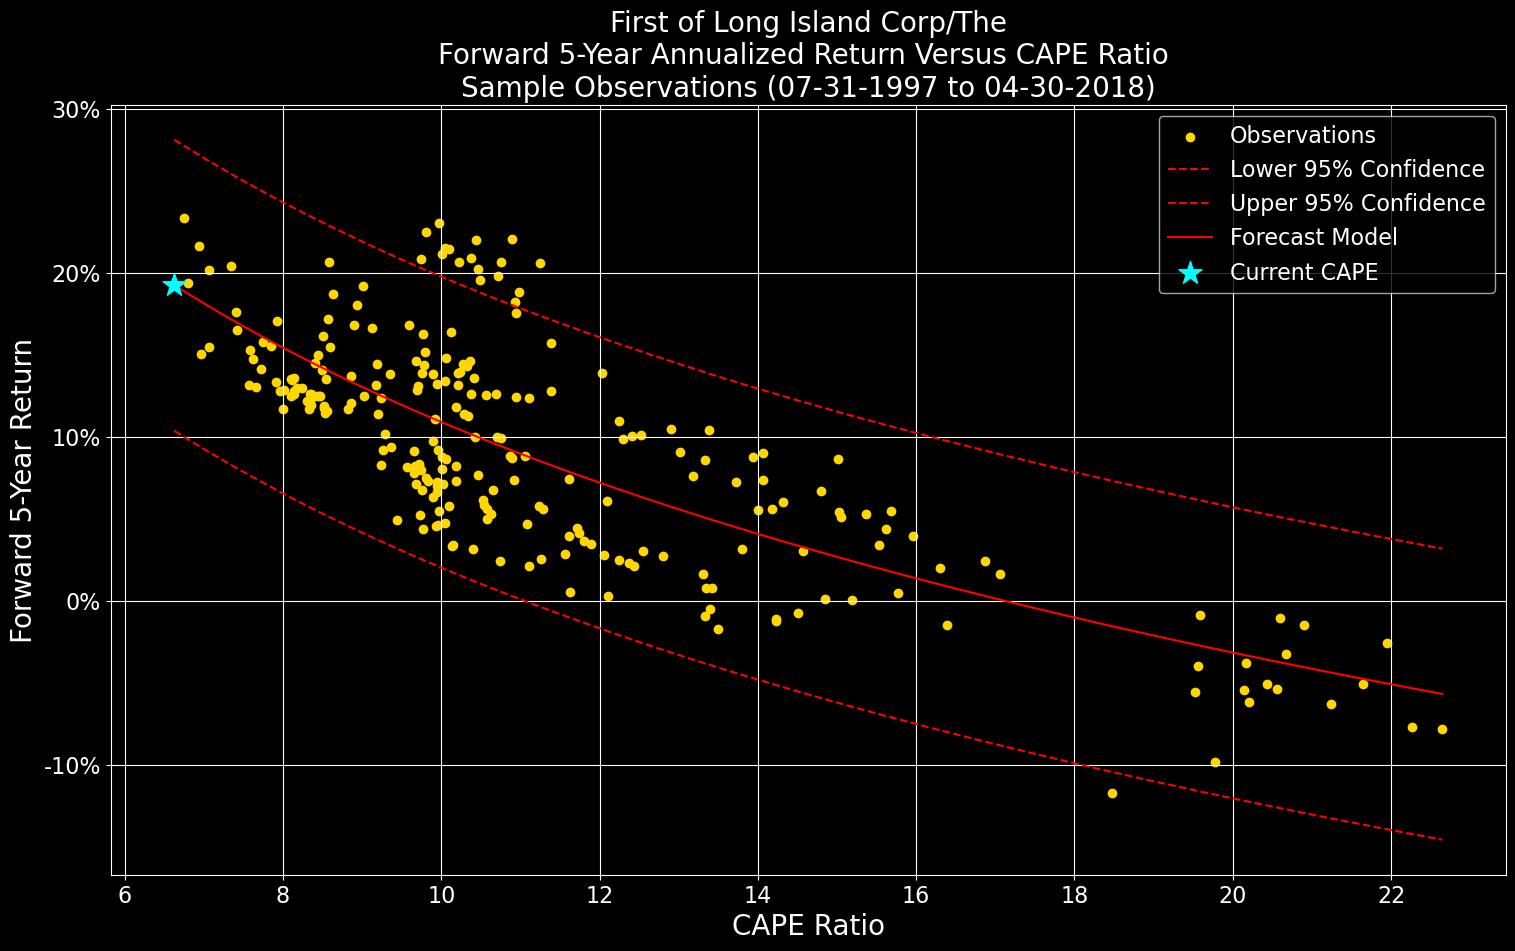 First of Long Island Corp/The
Forward 5-Year Annualized Return Versus CAPE Ratio
Sample Observations (07-31-1997 to 04-30-2018)
Observations
Lower 95% Confidence
Upper 95% Confidence
Forecast Model
Current CAPE
Forward 5-Year Return
30%
20%
10%
0%
-10%
6 8 10 12 14 16 18 20 22
CAPE Ratio